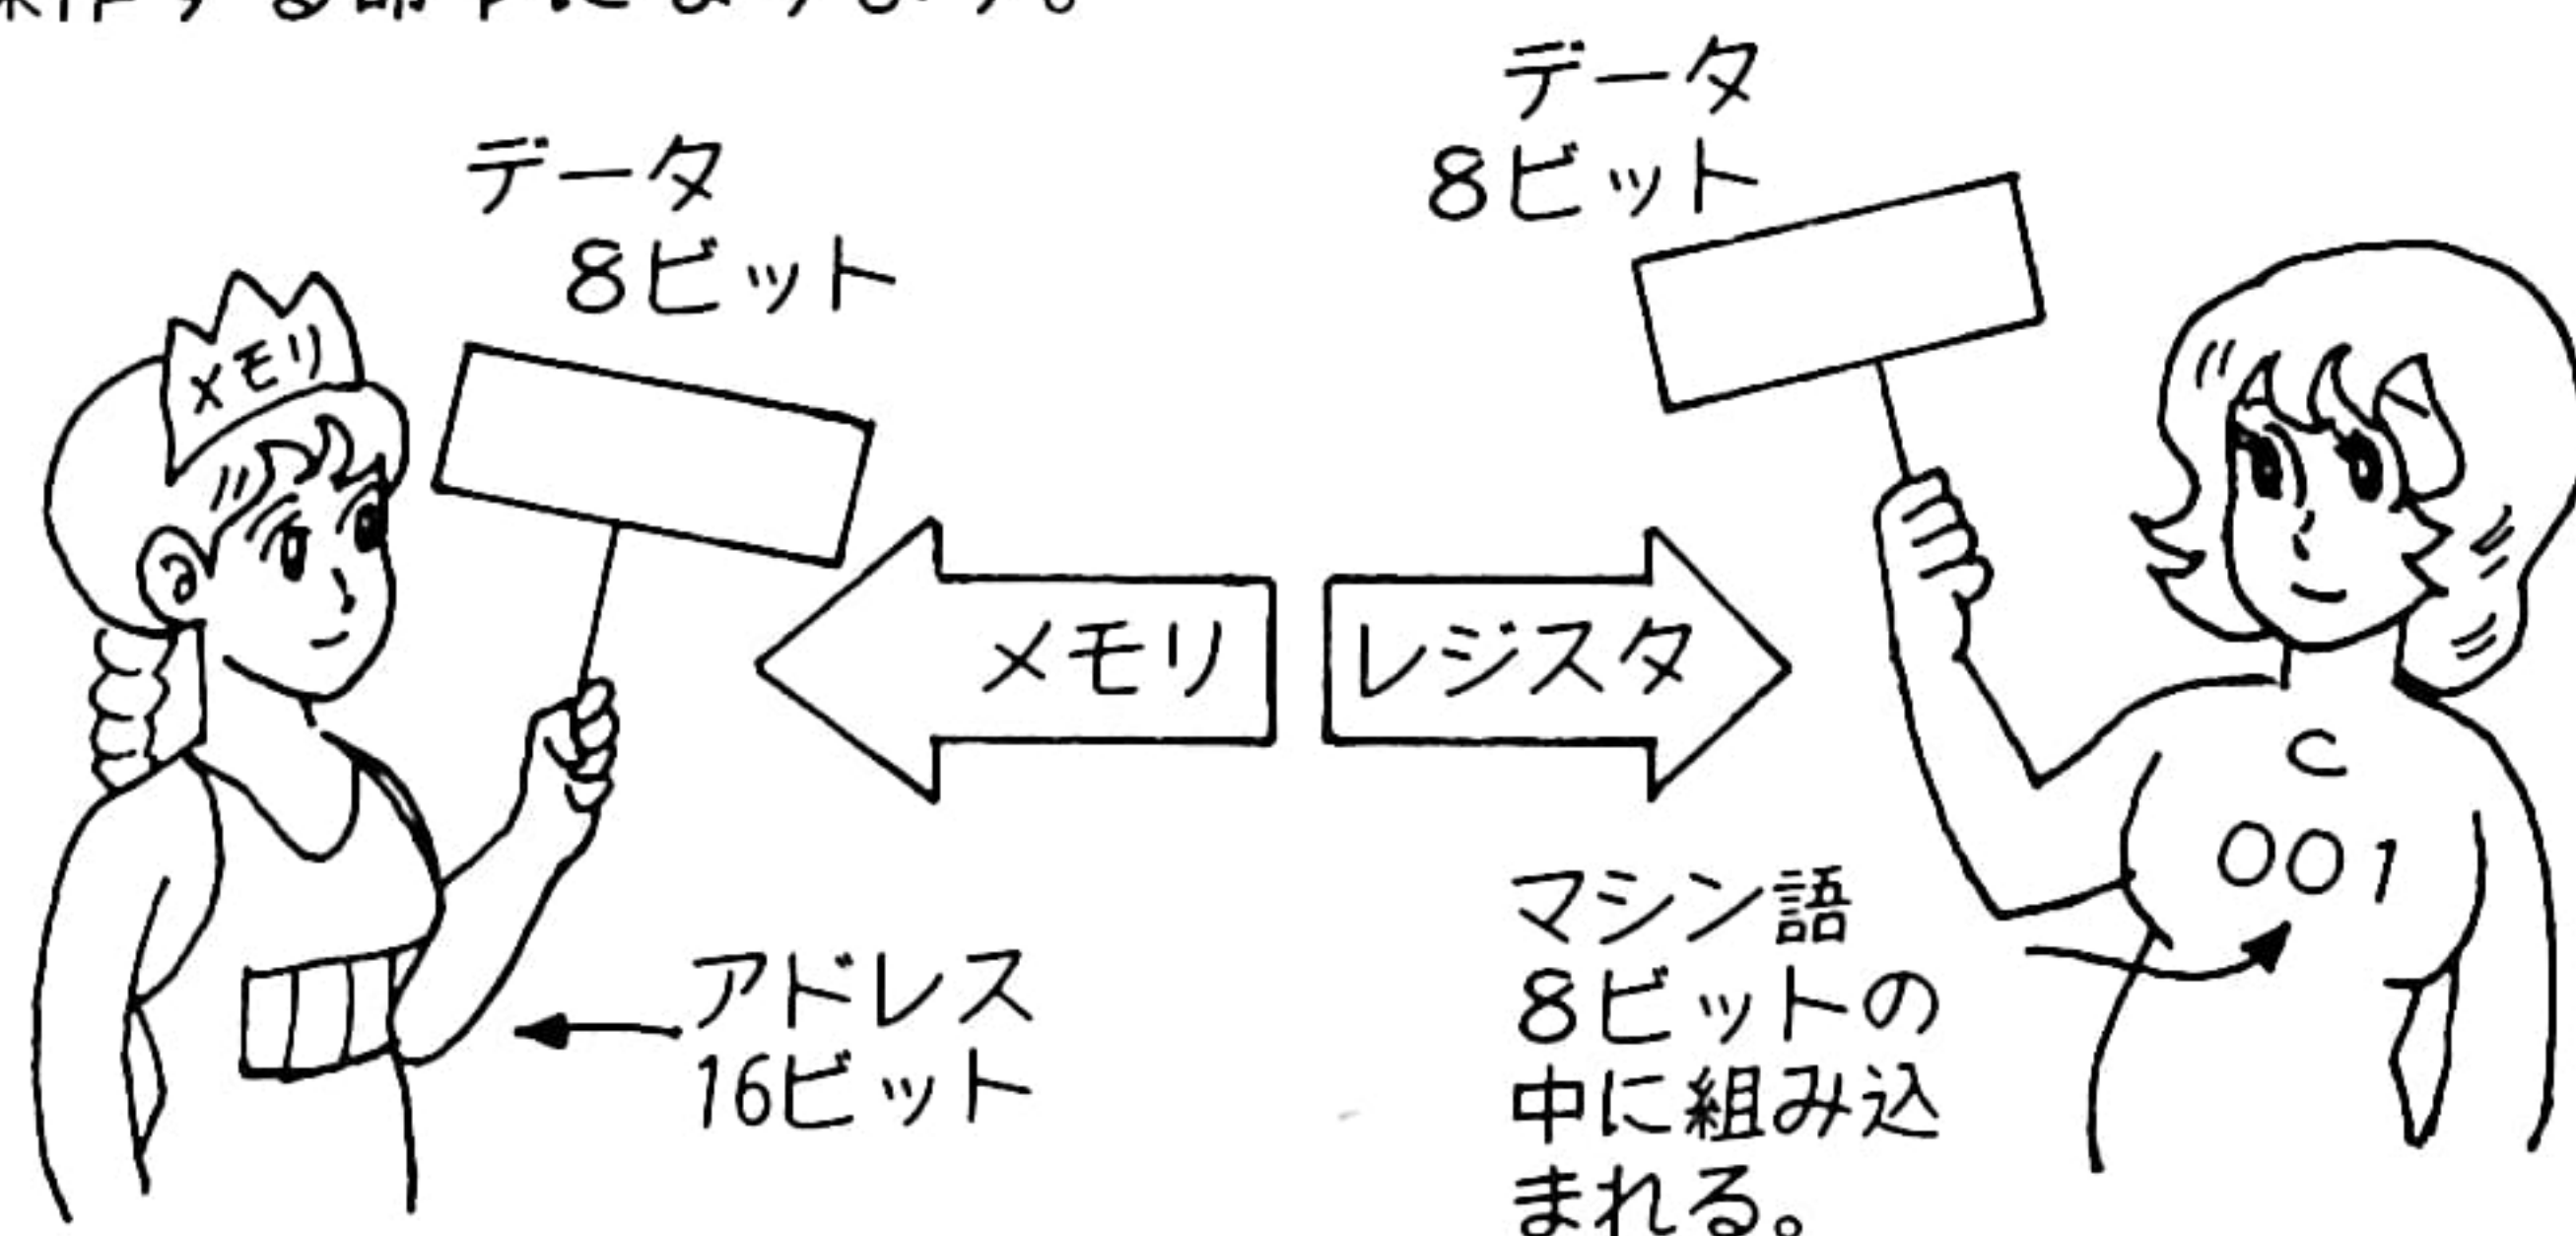 データ
8ビット
メモリ
データ
8ビット
メモリ
レジスタ
C
001
アドレス
16ビット
マシン語
8ビットの
中に組み込
まれる。